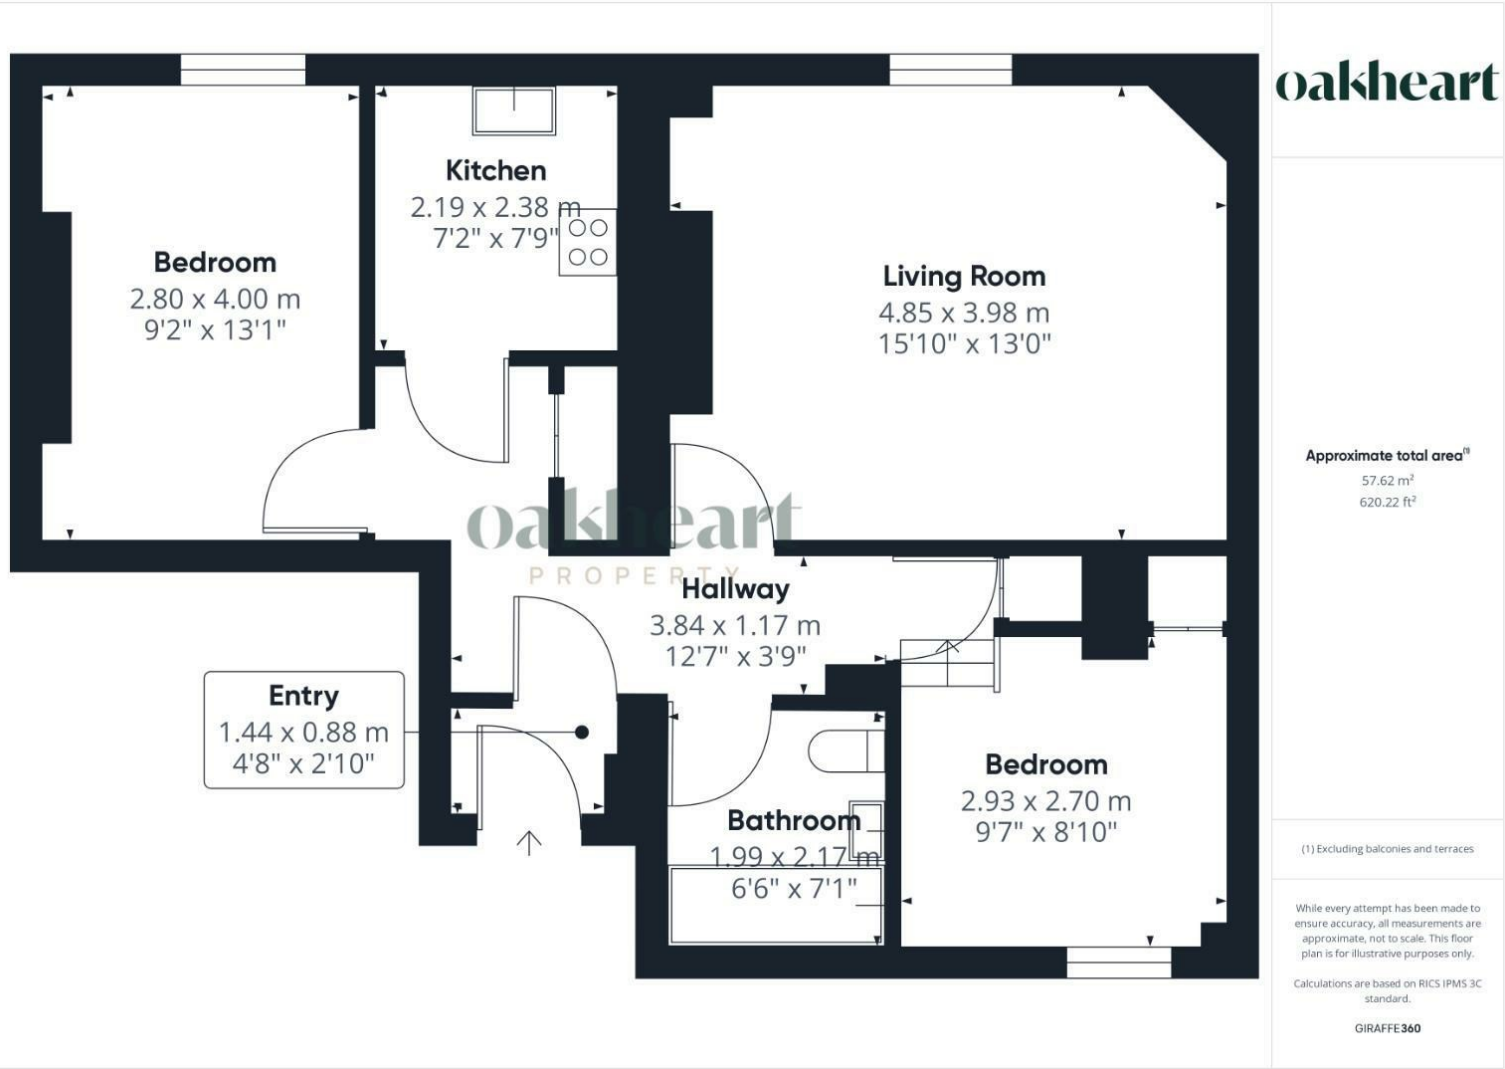 Bedroom
2.80 x 4.00 m
9'2" x 13'1"
Kitchen
2.19 x 2.38 m
7'2" x 7'9"
Living Room
4.85 x 3.98 m
15'10" x 13'0"
oakheart
PROPERTY
Hallway
3.84 x 1.17 m
12'7" x 3'9"
Entry
1.44 x 0.88 m
4'8" x 2'10"
Bathroom
1.99 x 2.17 m
6'6" x 7'1"
Bedroom
2.93 x 2.70 m
9'7" x 8'10"
oakheart
Approximate total area(1)
57.62 m²
620.22 ft²
(1) Excluding balconies and terraces
While every attempt has been made to
ensure accuracy, all measurements are
approximate, not to scale. This floor
plan is for illustrative purposes only.
Calculations are based on RICS IPMS 3C
standard.
GIRAFFE360